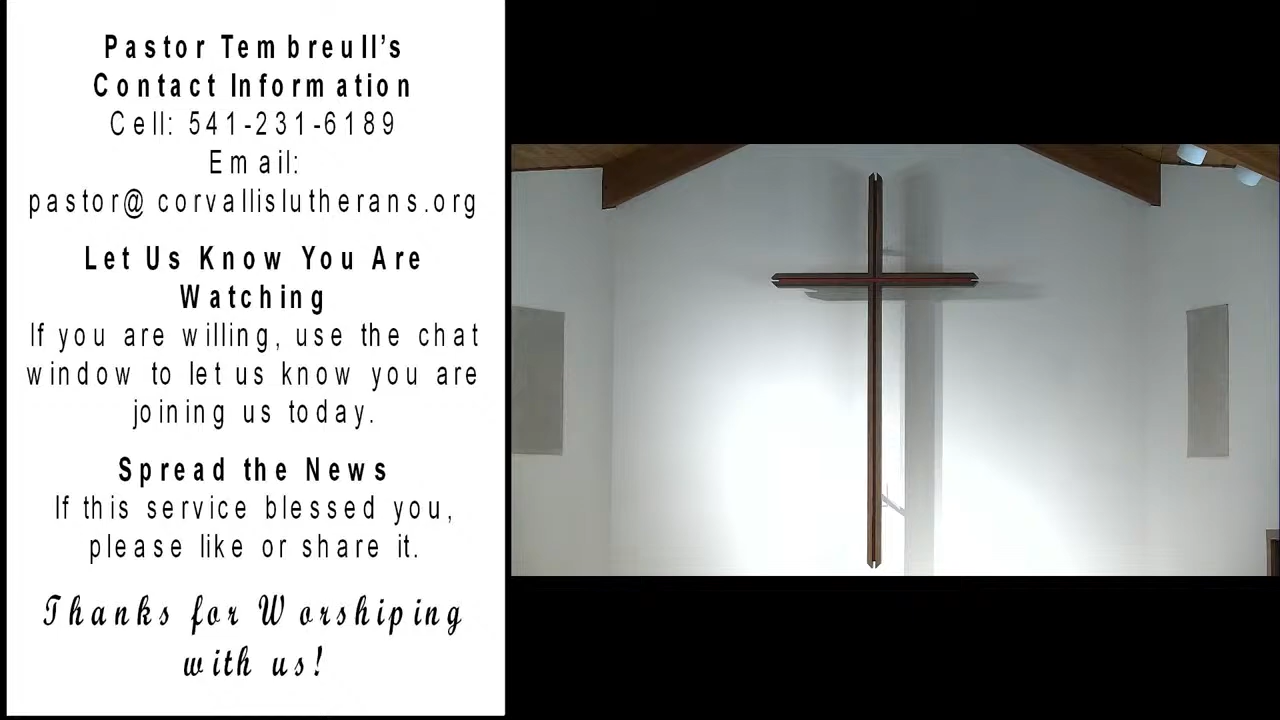 Pastor Tembreull’s
Contact Information
Cell: 541-231-6189
Email:
pastor@corvallislutherans.org
Let Us Know You Are
Watching
If you are willing, use the chat
window to let us know you are
joining us today.
Spread the News
If this service blessed you,
please like or share it.
Thanks for Worshiping
with us!